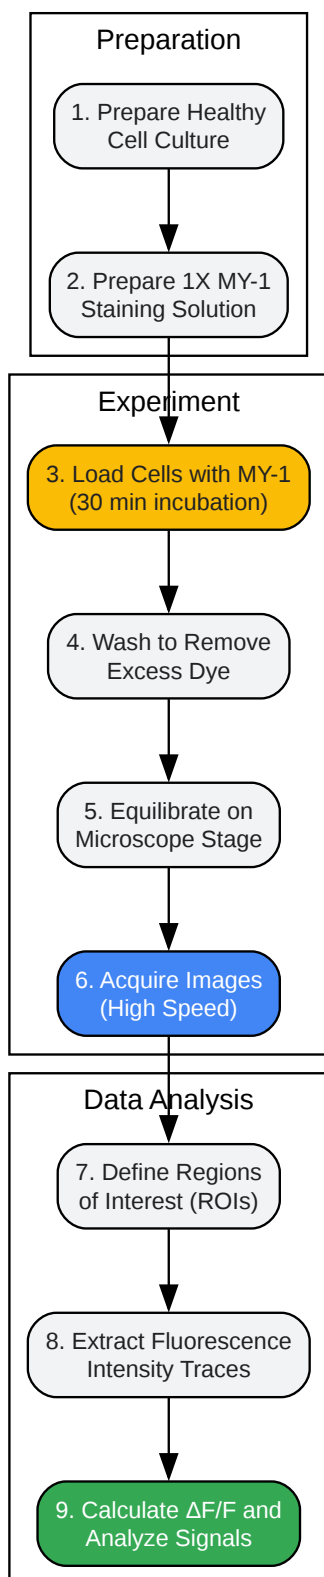 Preparation
1. Prepare Healthy
Cell Culture
2. Prepare 1X MY-1
Staining Solution
Experiment
3. Load Cells with MY-1
(30 min incubation)
4. Wash to Remove
Excess Dye
5. Equilibrate on
Microscope Stage
6. Acquire Images
(High Speed)
Data Analysis
7. Define Regions
of Interest (ROIs)
8. Extract Fluorescence
Intensity Traces
9. Calculate ΔF/F and
Analyze Signals